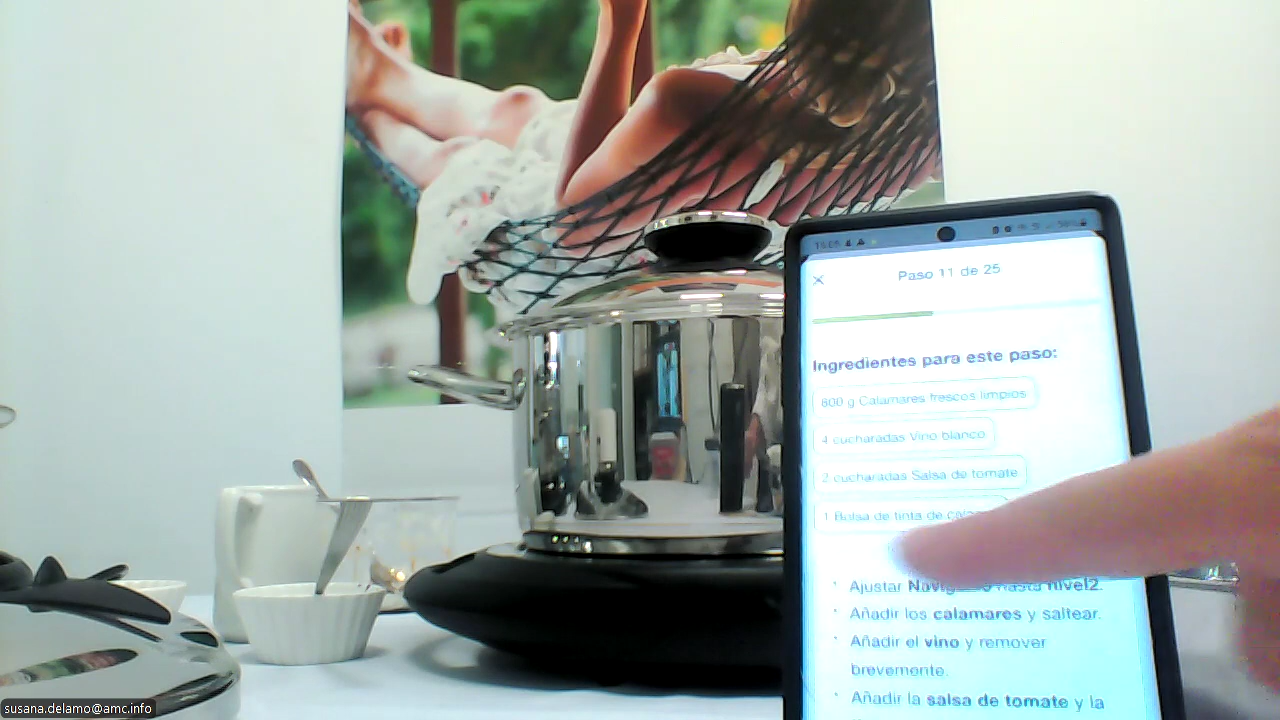 Paso 11 de 25
Ingredientes para este paso:
800 g Calamares frescos limpios
4 cucharadas Vino blanco
2 cucharadas Salsa de tomate
1 Bolsa de tinta de
Ajustar hasta nivel2.
Añadir los calamares y saltear.
Añadir el vino y remover
brevemente.
Añadir la salsa de tomate y la
susana.delamo@amc.info